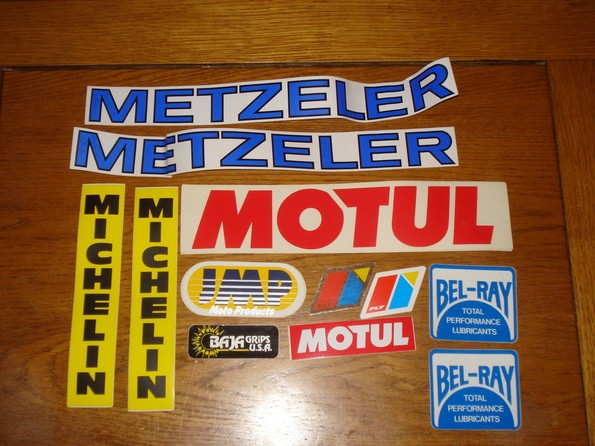 METZELER
METZELER
MICHELIN
MICHELIN
MOTUL
JMP
Moto Products
FLY
BEL-RAY
TOTAL
PERFORMANCE
LUBRICANTS
BAJA GRIPS
U.S.A.
MOTUL
BEL-RAY
TOTAL
PERFORMANCE
LUBRICANTS